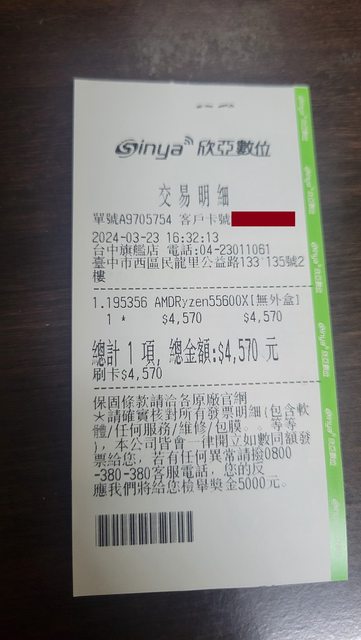 Sinya 欣亞數位
交易明細
單號A9705754 客戶卡號
2024-03-23 16:32:13
台中旗艦店 電話:04-23011061
臺中市西區民龍里公益路133、135號2
樓
1.195356 AMDRyzen55600X[無外盒]
1 * $4,570 $4,570
總計 1 項, 總金額:$4,570 元
刷卡$4,570
保固條款請洽各原廠官網
★請確實核對所有發票明細(包含軟
體/任何服務/維修/包膜。。等等
),本公司皆會一律開立如數同額發
票給您, 若有任何異常請撥0800
-380-380客服電話, 您的反
應我們將給您檢舉獎金5000元。